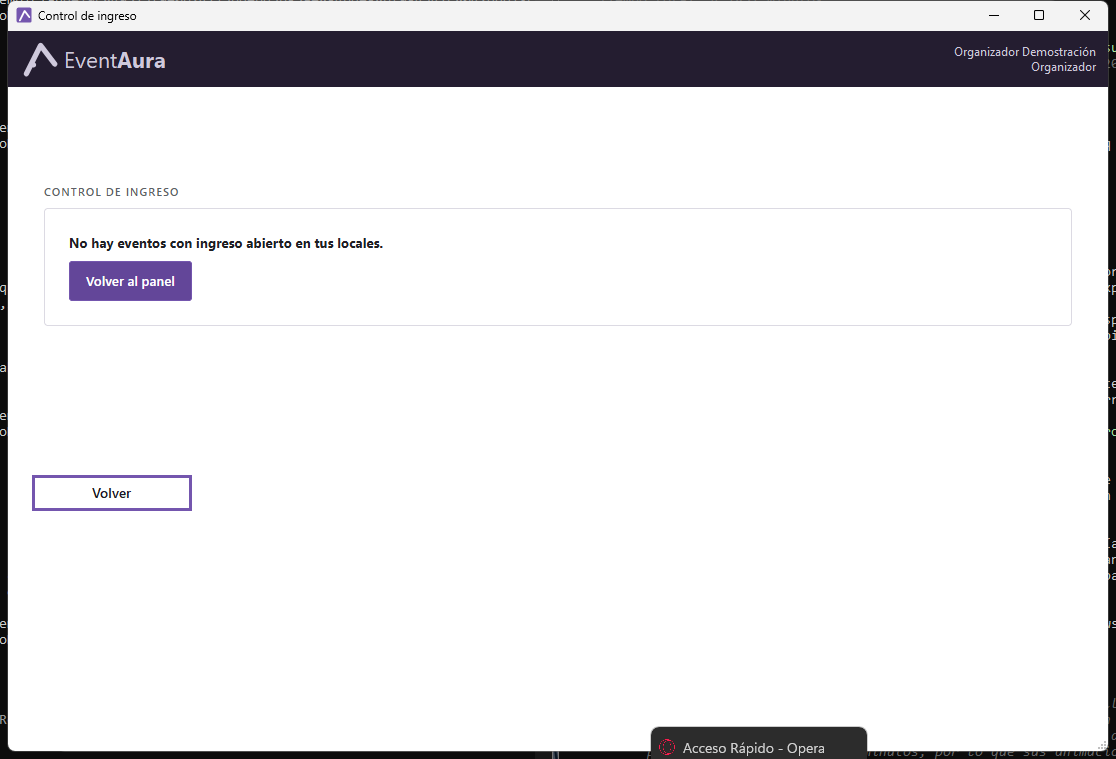 Control de ingreso
EventAura
Organizador Demostración
Organizador
CONTROL DE INGRESO
No hay eventos con ingreso abierto en tus locales.
Volver al panel
Volver
Acceso Rápido - Opera